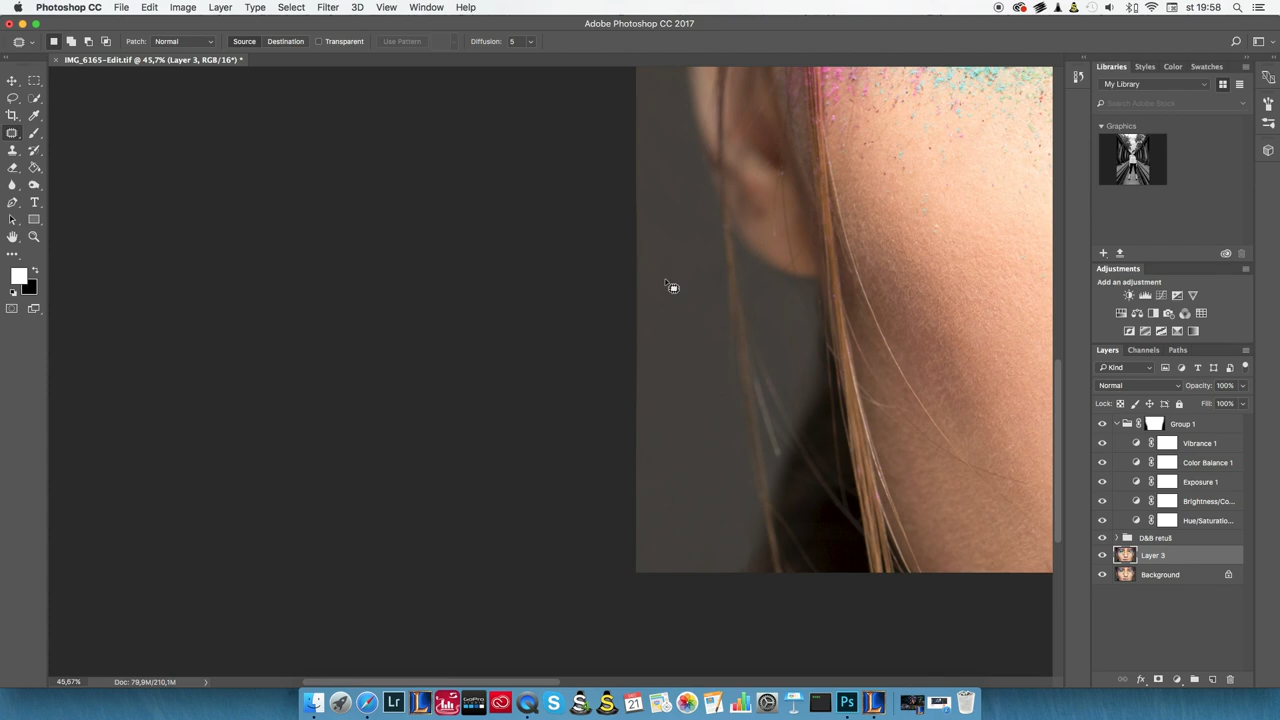 Photoshop CC File Edit Image Layer Type Select Filter 3D View Window Help st 19:58
Adobe Photoshop CC 2017
Patch: Normal Source Destination Transparent Use Pattern Diffusion: 5
IMG_6165-Edit.tif @ 45,7% (Layer 3, RGB/16*) *
Libraries Styles Color Swatches
My Library
Search Adobe Stock
Graphics
Adjustments
Add an adjustment
Layers Channels Paths
Kind
Normal Opacity: 100%
Lock: Fill: 100%
Group 1
Vibrance 1
Color Balance 1
Exposure 1
Brightness/Co...
Hue/Saturatio...
D&B retuš
Layer 3
Background
45,67% Doc: 79,9M/210,1M